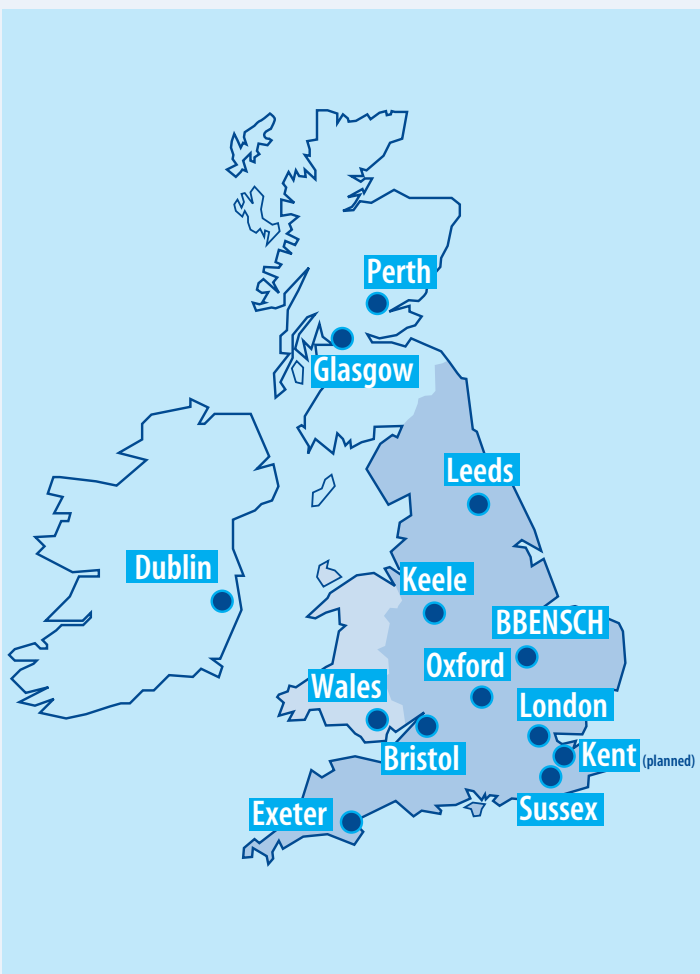 Perth
Glasgow
Leeds
Dublin
Keele
BBENSCH
Oxford
Wales
London
Bristol
Kent (planned)
Exeter
Sussex